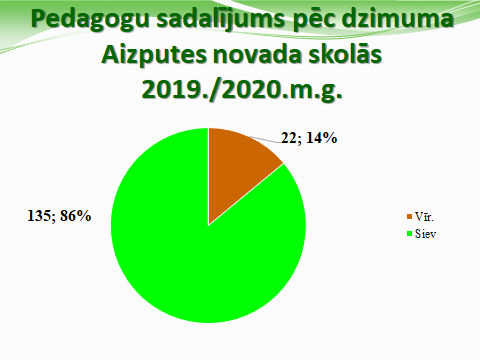 Pedagogu sadalījums pēc dzimuma
Aizputes novada skolās
2019./2020.m.g.
22; 14%
135; 86%
Vīr.
Siev